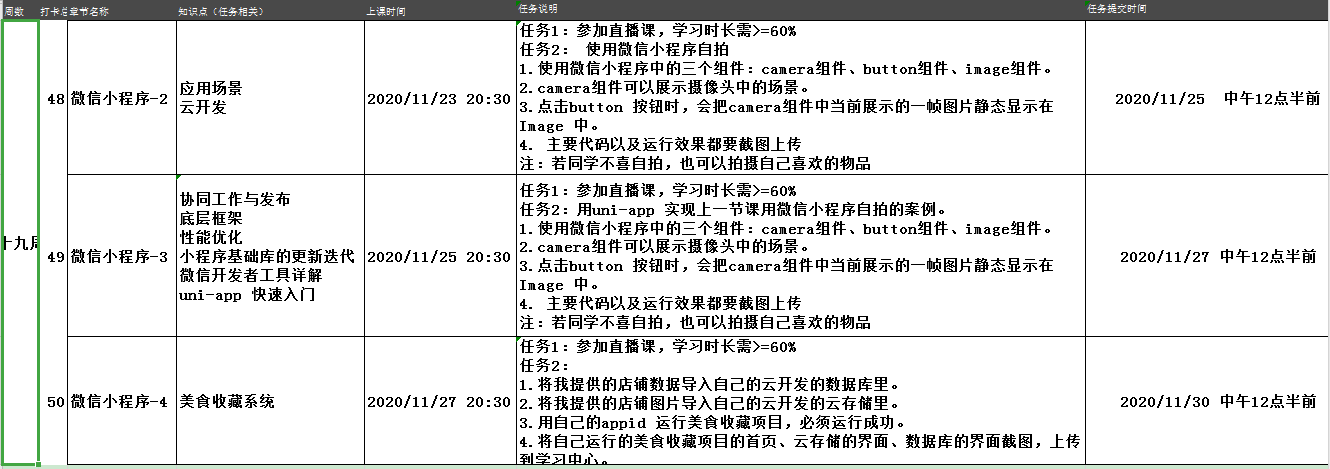 周数 打卡总 章节名称 知识点（任务相关） 上课时间 任务说明 任务提交时间
十九周
48 微信小程序-2
应用场景
云开发
2020/11/23 20:30
任务1：参加直播课，学习时长需>=60%
任务2： 使用微信小程序自拍
1.使用微信小程序中的三个组件：camera组件、button组件、image组件。
2.camera组件可以展示摄像头中的场景。
3.点击button 按钮时，会把camera组件中当前展示的一帧图片静态显示在
Image 中。
4. 主要代码以及运行效果都要截图上传
注：若同学不喜自拍，也可以拍摄自己喜欢的物品
2020/11/25 中午12点半前
49 微信小程序-3
协同工作与发布
底层框架
性能优化
小程序基础库的更新迭代
微信开发者工具详解
uni-app 快速入门
2020/11/25 20:30
任务1：参加直播课，学习时长需>=60%
任务2：用uni-app 实现上一节课用微信小程序自拍的案例。
1.使用微信小程序中的三个组件：camera组件、button组件、image组件。
2.camera组件可以展示摄像头中的场景。
3.点击button 按钮时，会把camera组件中当前展示的一帧图片静态显示在
Image 中。
4. 主要代码以及运行效果都要截图上传
注：若同学不喜自拍，也可以拍摄自己喜欢的物品
2020/11/27 中午12点半前
50 微信小程序-4
美食收藏系统
2020/11/27 20:30
任务1：参加直播课，学习时长需>=60%
任务2：
1.将我提供的店铺数据导入自己的云开发的数据库里。
2.将我提供的店铺图片导入自己的云开发的云存储里。
3.用自己的appid 运行美食收藏项目，必须运行成功。
4.将自己运行的美食收藏项目的首页、云存储的界面、数据库的界面截图，上传
到学习中心。
2020/11/30 中午12点半前